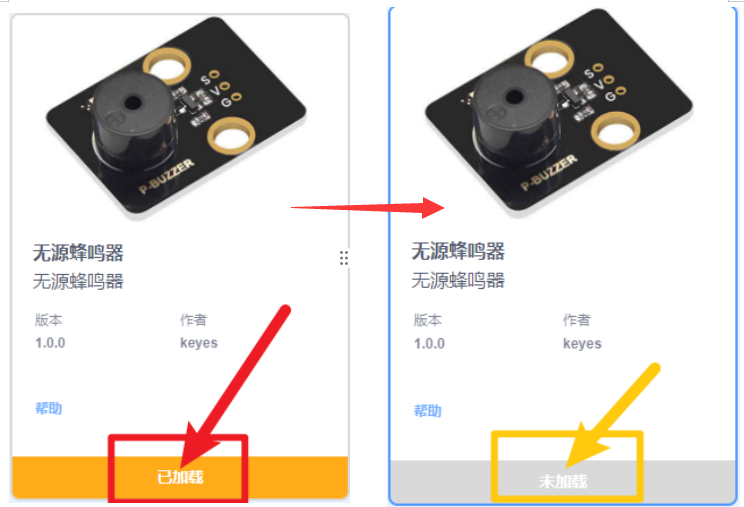 S
V
G
P-BUZZER
无源蜂鸣器
无源蜂鸣器
版本 作者
1.0.0 keyes
帮助
已加载
S
V
G
P-BUZZER
无源蜂鸣器
无源蜂鸣器
版本 作者
1.0.0 keyes
帮助
未加载